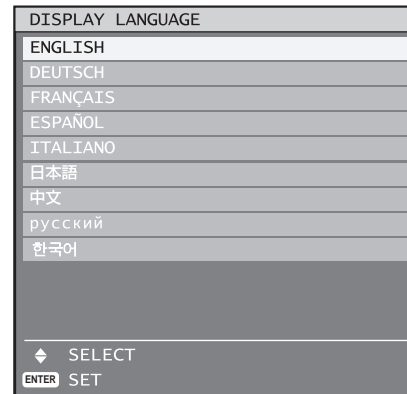 DISPLAY LANGUAGE
ENGLISH
DEUTSCH
FRANÇAIS
ESPAÑOL
ITALIANO
日本語
中文
русский
한국어
SELECT
ENTER SET